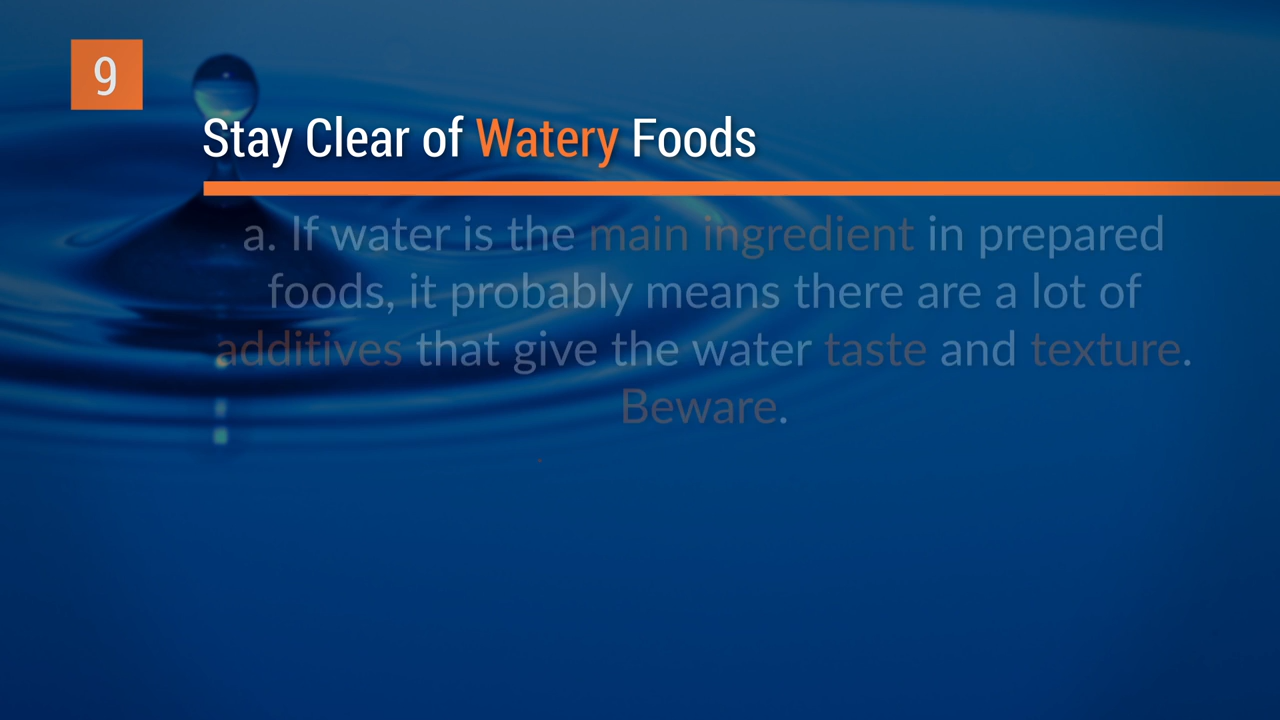 9
Stay Clear of Watery Foods
a. If water is the main ingredient in prepared
foods, it probably means there are a lot of
additives that give the water taste and texture.
Beware.